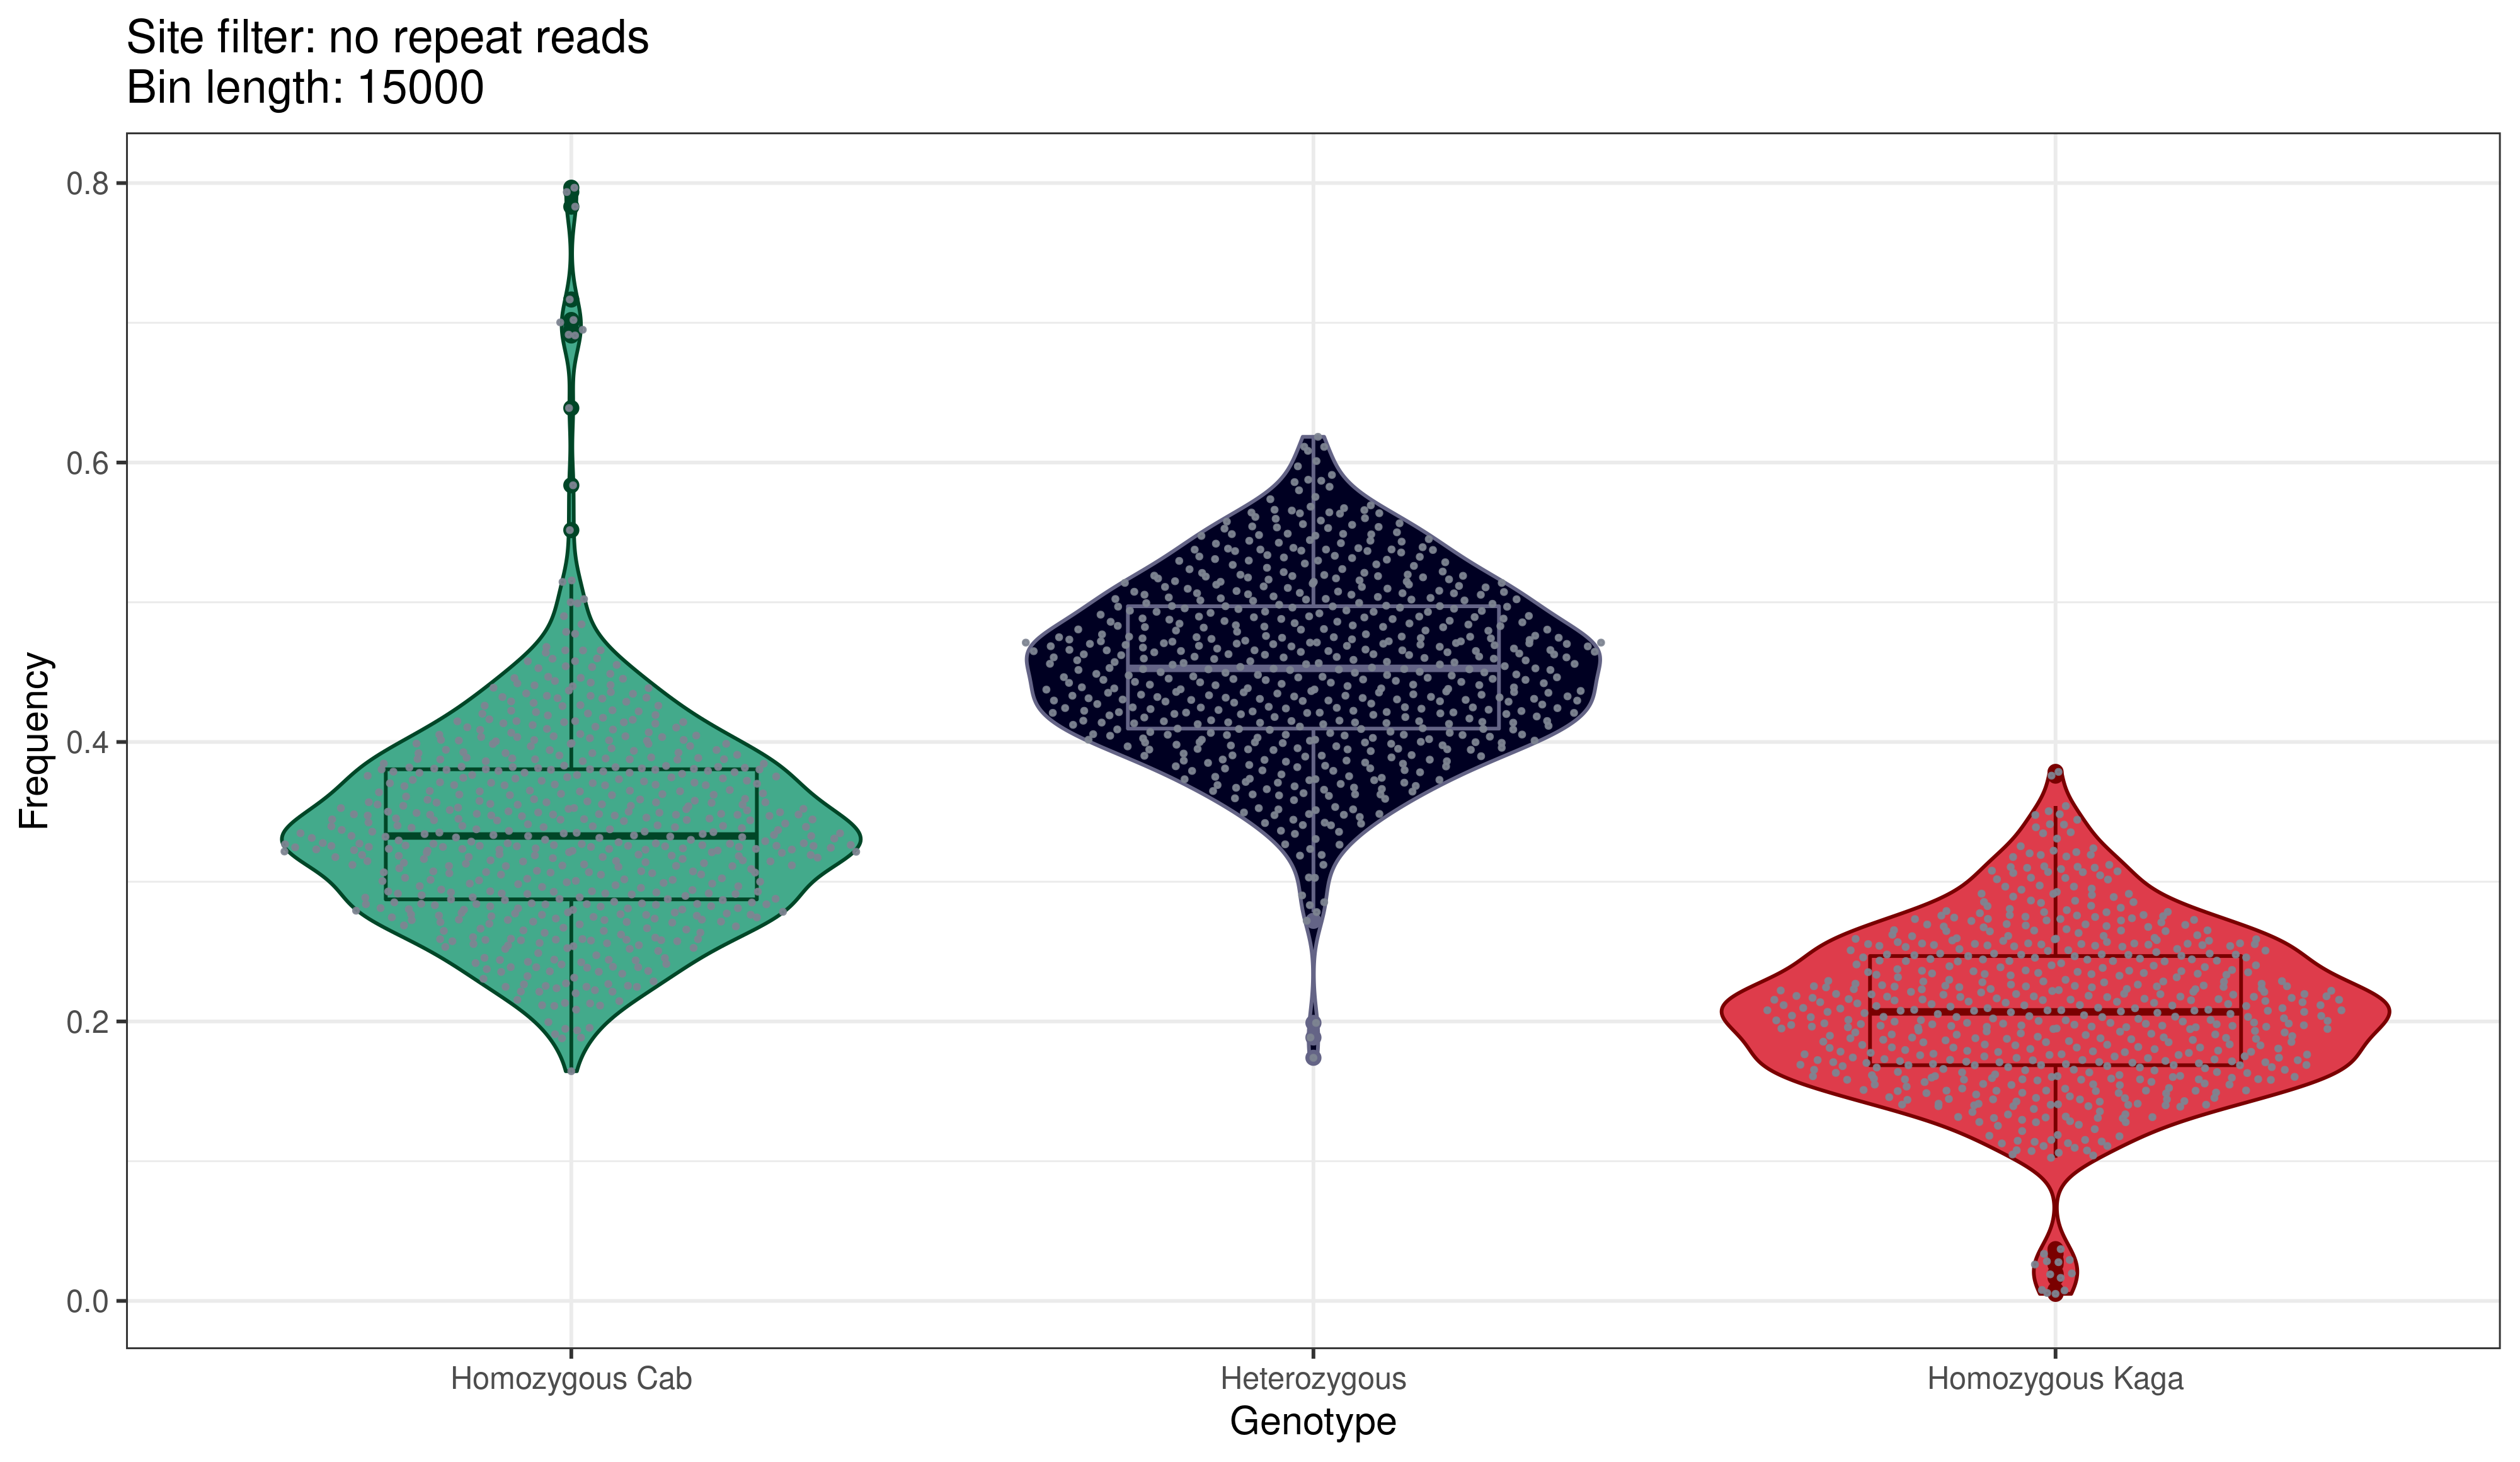 Site filter: no repeat reads
Bin length: 15000
Frequency
0.8
0.6
0.4
0.2
0.0
Homozygous Cab
Heterozygous
Homozygous Kaga
Genotype